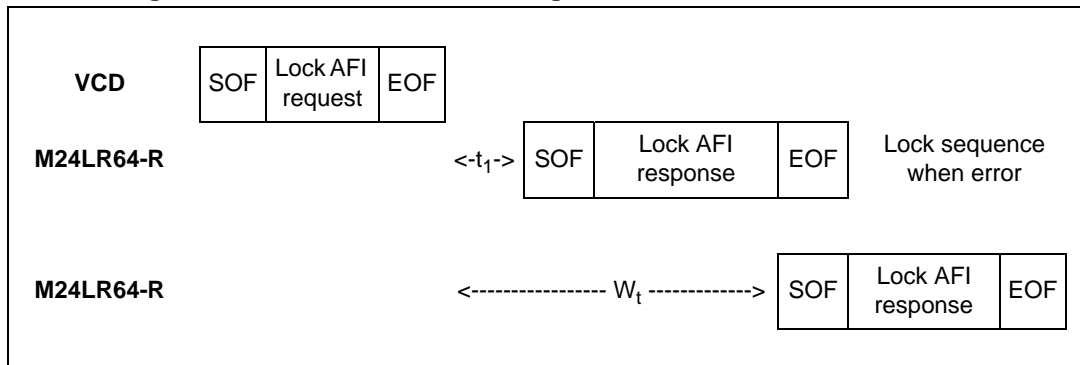 VCD SOF Lock AFI request EOF
M24LR64-R <-t1-> SOF Lock AFI response EOF Lock sequence when error
M24LR64-R <----------------- Wt -------------> SOF Lock AFI response EOF